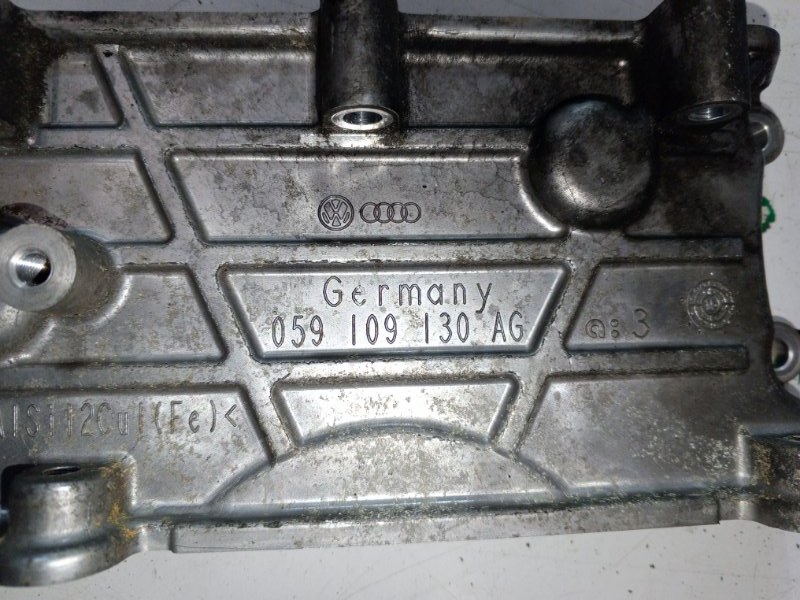 Germany
059 109 130 AG
@: 3
AlSi12Cu1(Fe)<